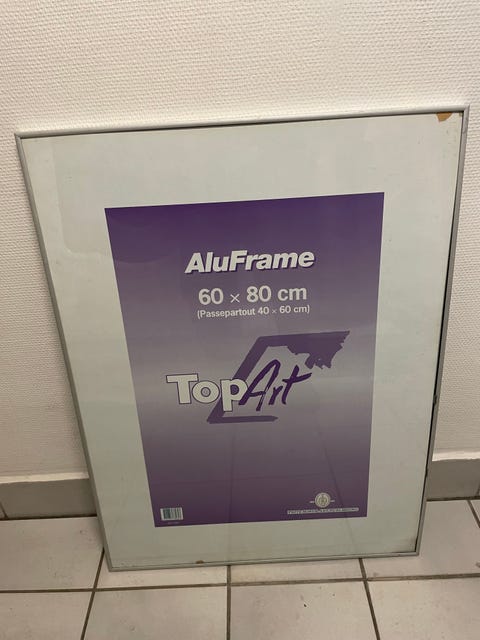 AluFrame
60 × 80 cm
(Passepartout 40 × 60 cm)
TopArt